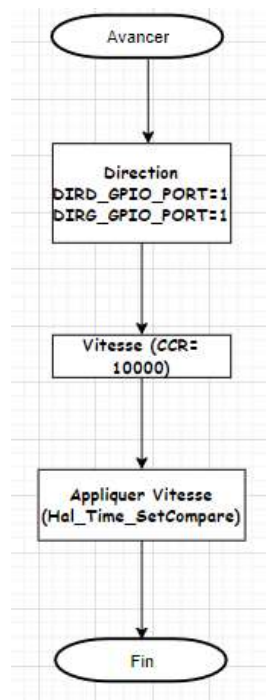 Avancer
Direction
DIRD_GPIO_PORT=1
DIRG_GPIO_PORT=1
Vitesse (CCR=
10000)
Appliquer Vitesse
(Hal_Time_SetCompare)
Fin